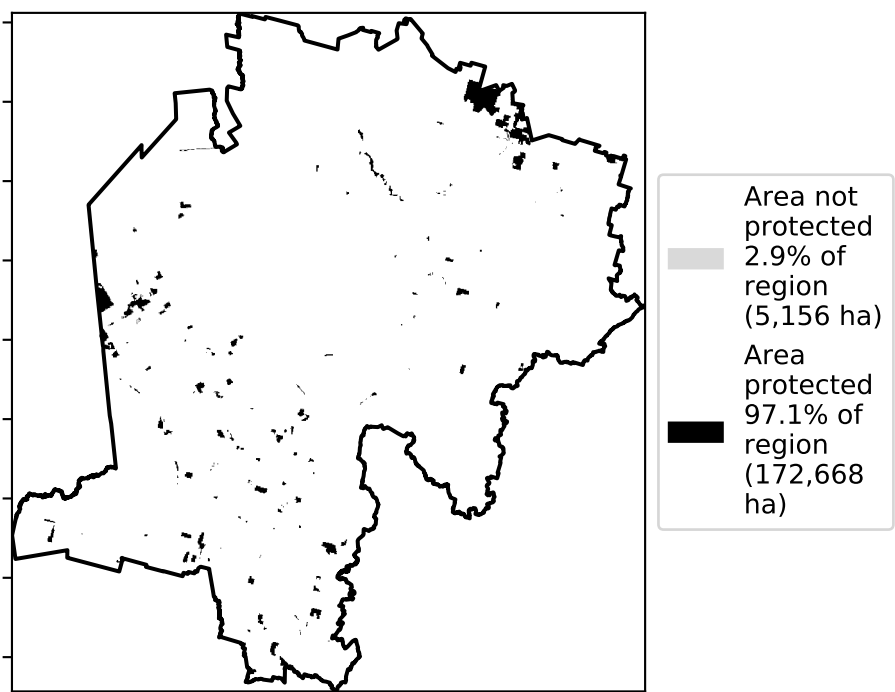 Area not
protected
2.9% of
region
(5,156 ha)
Area
protected
97.1% of
region
(172,668
ha)